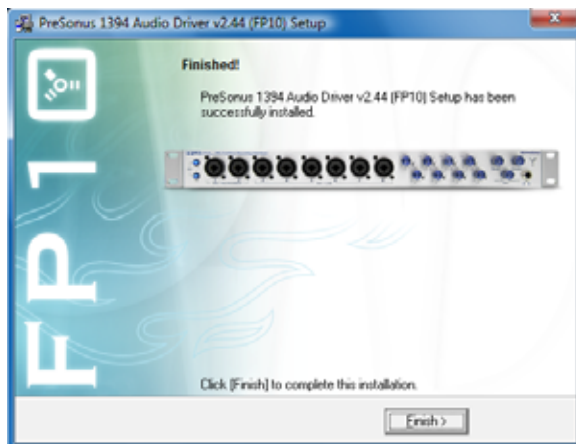 PreSonus 1394 Audio Driver v2.44 (FP10) Setup
FP10
Finished!
PreSonus 1394 Audio Driver v2.44 (FP10) Setup has been
successfully installed.
Click [Finish] to complete this installation.
Finish >